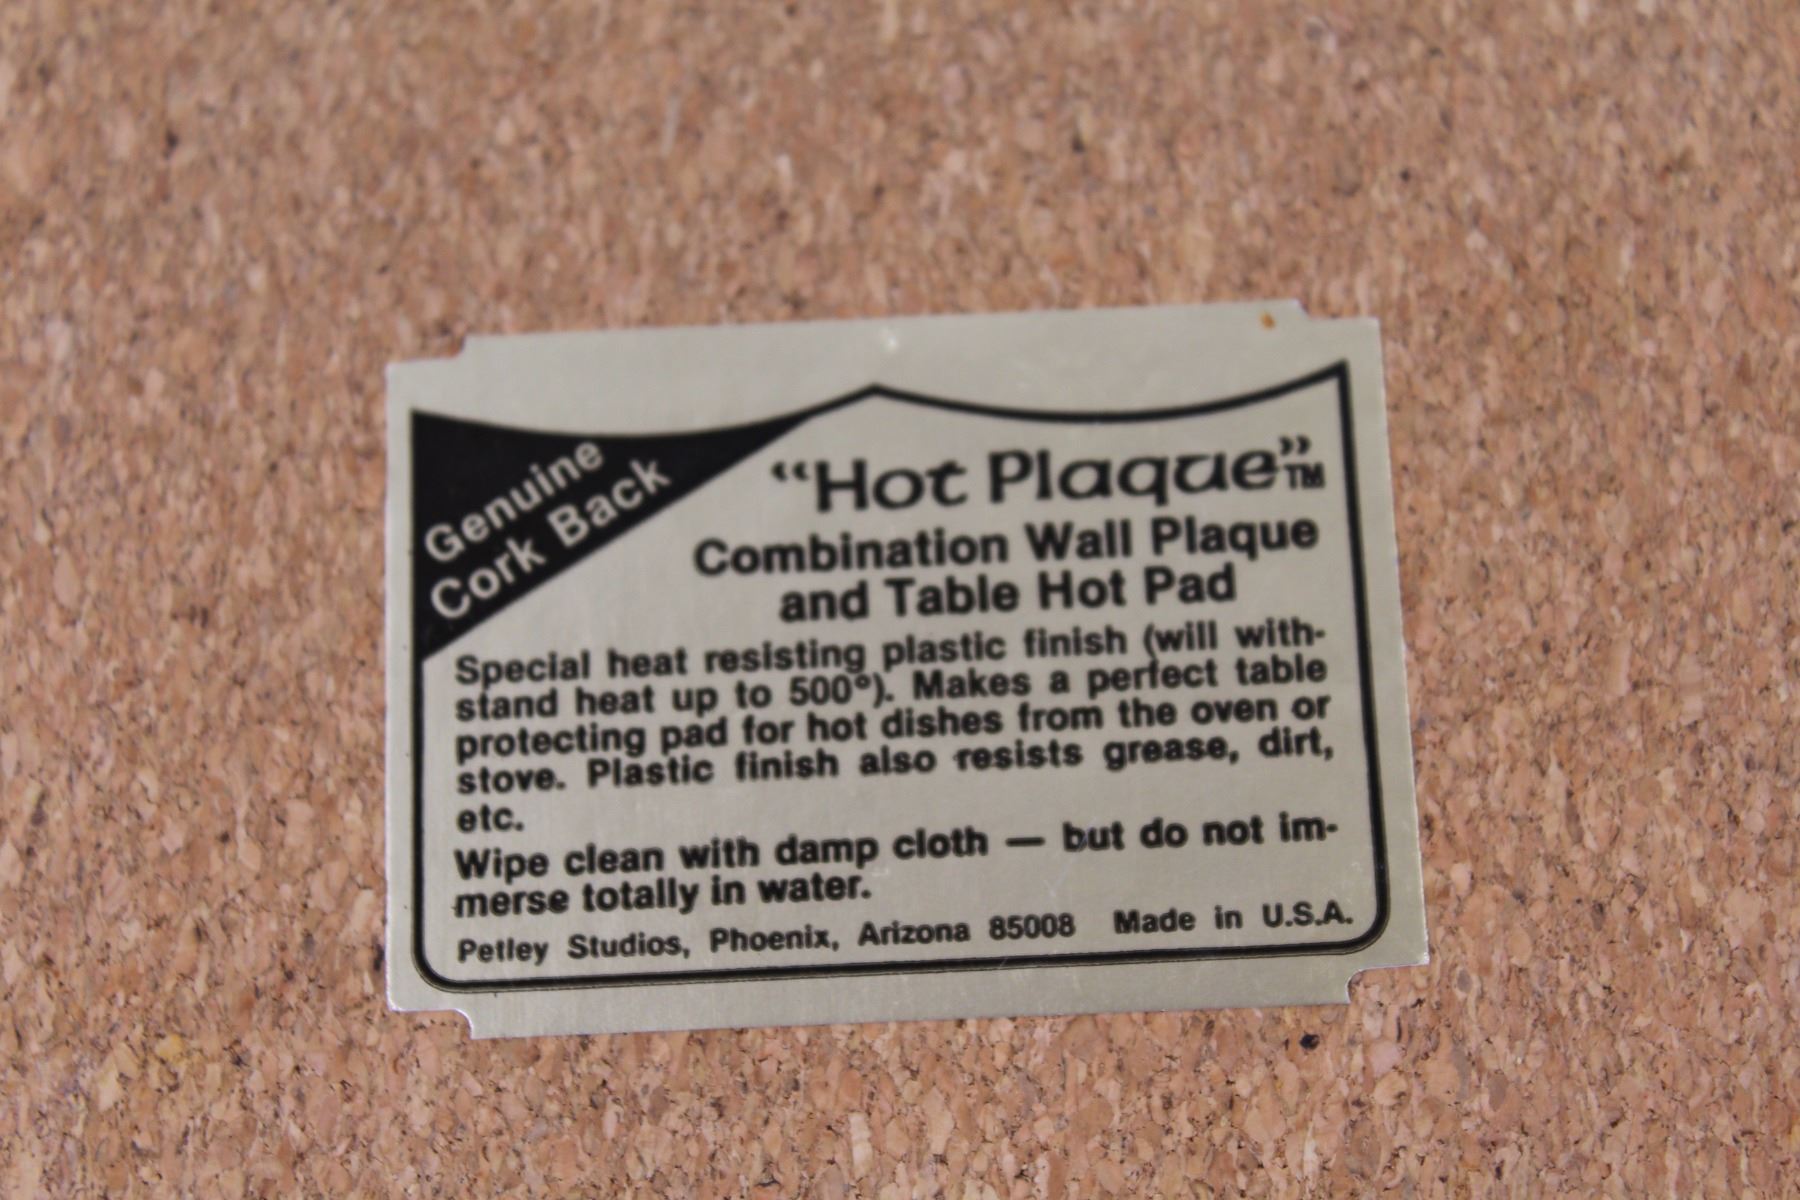 Genuine
Cork Back
“Hot Plaque”™
Combination Wall Plaque
and Table Hot Pad
Special heat resisting plastic finish (will with-
stand heat up to 500°). Makes a perfect table
protecting pad for hot dishes from the oven or
stove. Plastic finish also resists grease, dirt,
etc.
Wipe clean with damp cloth — but do not im-
merse totally in water.
Petley Studios, Phoenix, Arizona 85008 Made in U.S.A.